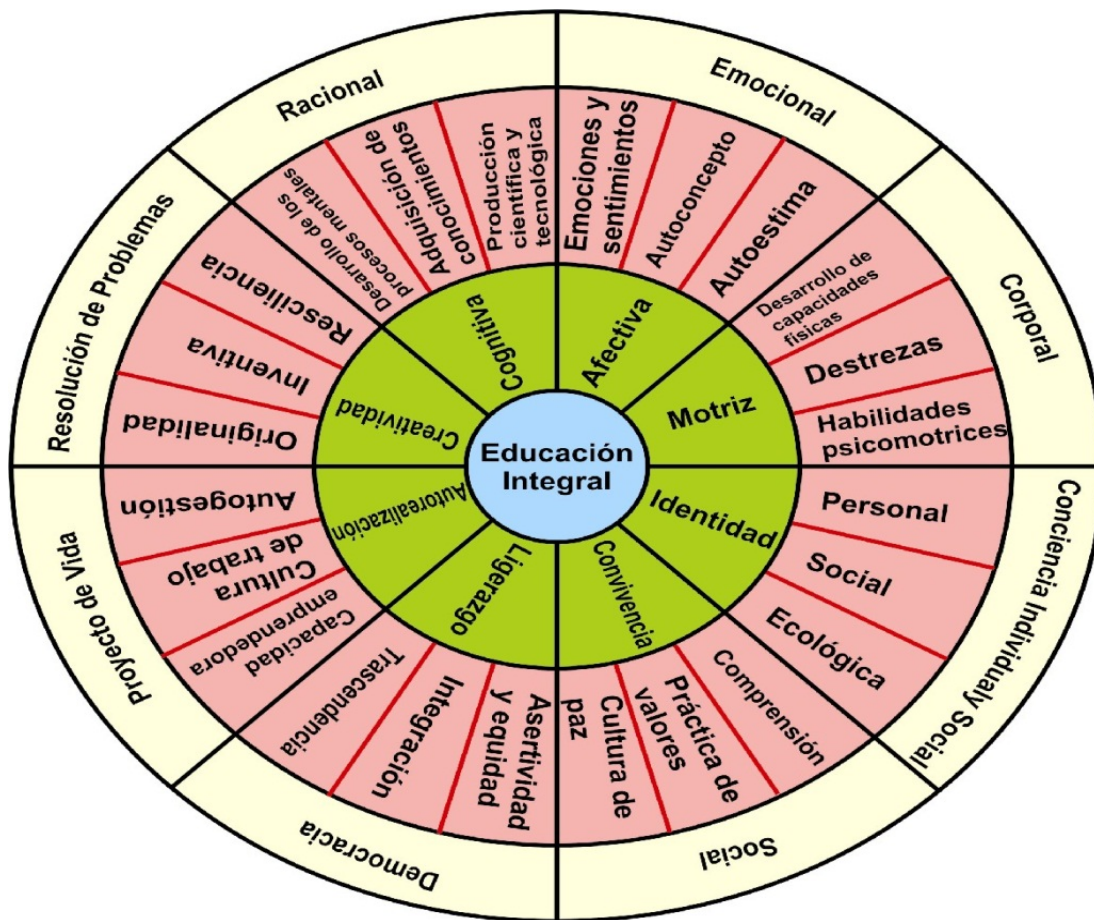 Educación
Integral
Afectiva
Motriz
Identidad
Convivencia
Ligerazgo
Autorealización
Creatividad
Cognitiva
Emociones y
sentimientos
Autoconcepto
Autoestima
Desarrollo de
capacidades
físicas
Destrezas
Habilidades
psicomotrices
Personal
Social
Ecológica
Comprensión
Práctica de
valores
Cultura de
paz
Asertividad
y equidad
Integración
Trascendencia
Capacidad
emprendedora
Cultura
de trabajo
Autogestión
Originalidad
Inventiva
Resciliencia
Desarrollo de los
procesos mentales
Adquisición de
conocimientos
Producción
científica y
tecnológica
Emocional
Corporal
Conciencia Individualy Social
Social
Democracia
Proyecto de Vida
Resolución de Problemas
Racional